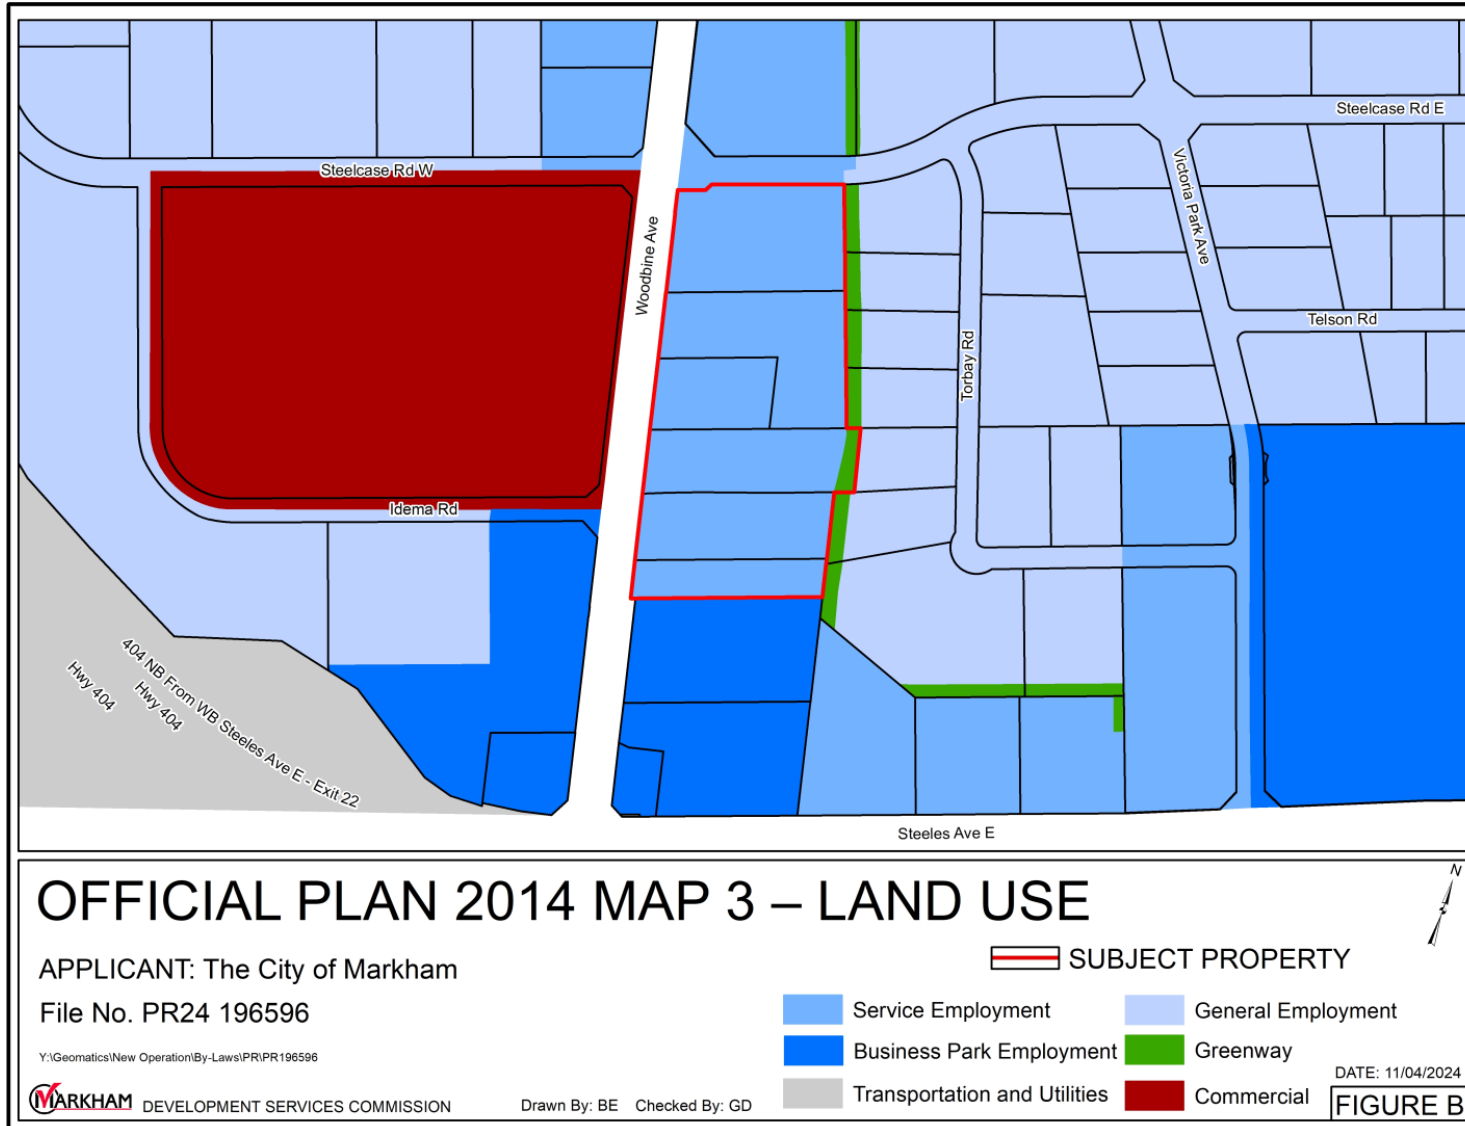 Steelcase Rd E
Steelcase Rd W
Victoria Park Ave
Woodbine Ave
Telson Rd
Torbay Rd
Idema Rd
404 NB From WB Steeles Ave E - Exit 22
Hwy 404
Hwy 404
Steeles Ave E
OFFICIAL PLAN 2014 MAP 3 – LAND USE
N
APPLICANT: The City of Markham
SUBJECT PROPERTY
File No. PR24 196596
Service Employment
General Employment
Business Park Employment
Greenway
Y:\Geomatics\New Operation\By-Laws\PR\PR196596
Transportation and Utilities
Commercial
DATE: 11/04/2024
MARKHAM DEVELOPMENT SERVICES COMMISSION
Drawn By: BE Checked By: GD
FIGURE B